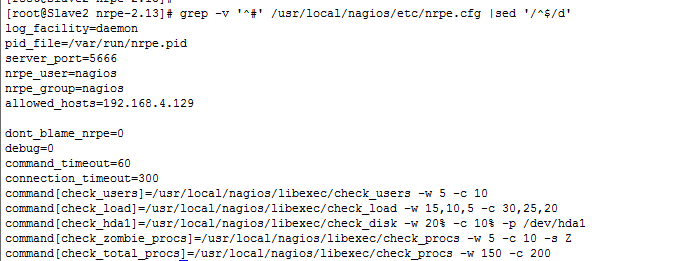 [root@Slave2 nrpe-2.13]# grep -v '^#' /usr/local/nagios/etc/nrpe.cfg |sed '/^$/d'
log_facility=daemon
pid_file=/var/run/nrpe.pid
server_port=5666
nrpe_user=nagios
nrpe_group=nagios
allowed_hosts=192.168.4.129
dont_blame_nrpe=0
debug=0
command_timeout=60
connection_timeout=300
command[check_users]=/usr/local/nagios/libexec/check_users -w 5 -c 10
command[check_load]=/usr/local/nagios/libexec/check_load -w 15,10,5 -c 30,25,20
command[check_hda1]=/usr/local/nagios/libexec/check_disk -w 20% -c 10% -p /dev/hda1
command[check_zombie_procs]=/usr/local/nagios/libexec/check_procs -w 5 -c 10 -s Z
command[check_total_procs]=/usr/local/nagios/libexec/check_procs -w 150 -c 200